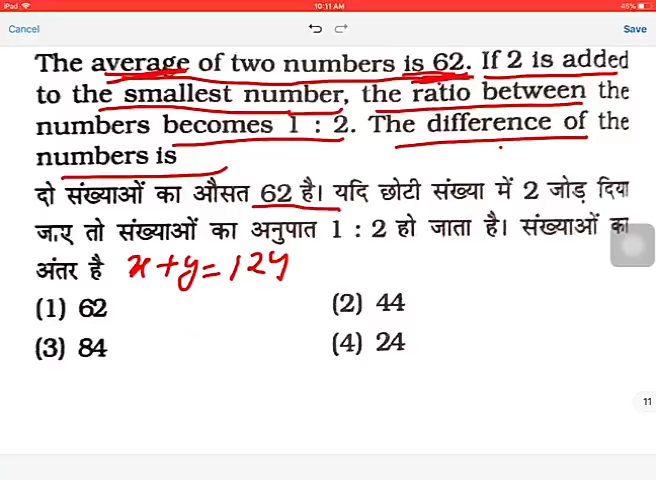 iPad 10:11 AM 48%
Cancel Save
The average of two numbers is 62. If 2 is added
to the smallest number, the ratio between the
numbers becomes 1 : 2. The difference of the
numbers is
दो संख्याओं का औसत 62 है। यदि छोटी संख्या में 2 जोड़ दिया
जाए तो संख्याओं का अनुपात 1 : 2 हो जाता है। संख्याओं का
अंतर है x+y=124
(1) 62 (2) 44
(3) 84 (4) 24
11